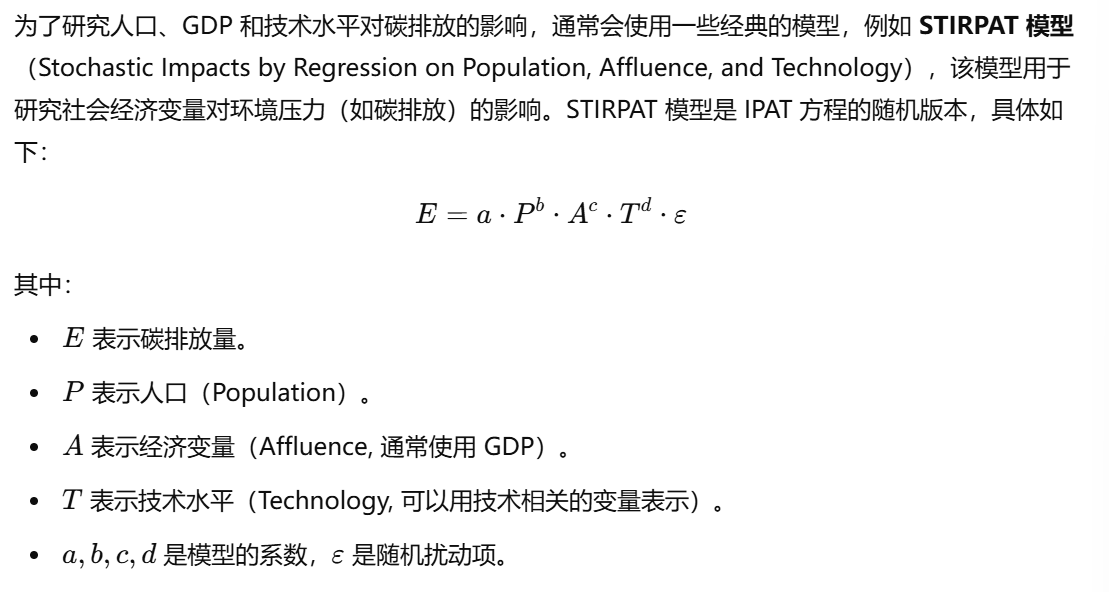 为了研究人口、GDP 和技术水平对碳排放的影响，通常会使用一些经典的模型，例如 STIRPAT 模型
（Stochastic Impacts by Regression on Population, Affluence, and Technology），该模型用于
研究社会经济变量对环境压力（如碳排放）的影响。STIRPAT 模型是 IPAT 方程的随机版本，具体如
下：
E = a · P^b · A^c · T^d · ε
其中：
• E 表示碳排放量。
• P 表示人口（Population）。
• A 表示经济变量（Affluence, 通常使用 GDP）。
• T 表示技术水平（Technology, 可以用技术相关的变量表示）。
• a, b, c, d 是模型的系数，ε 是随机扰动项。